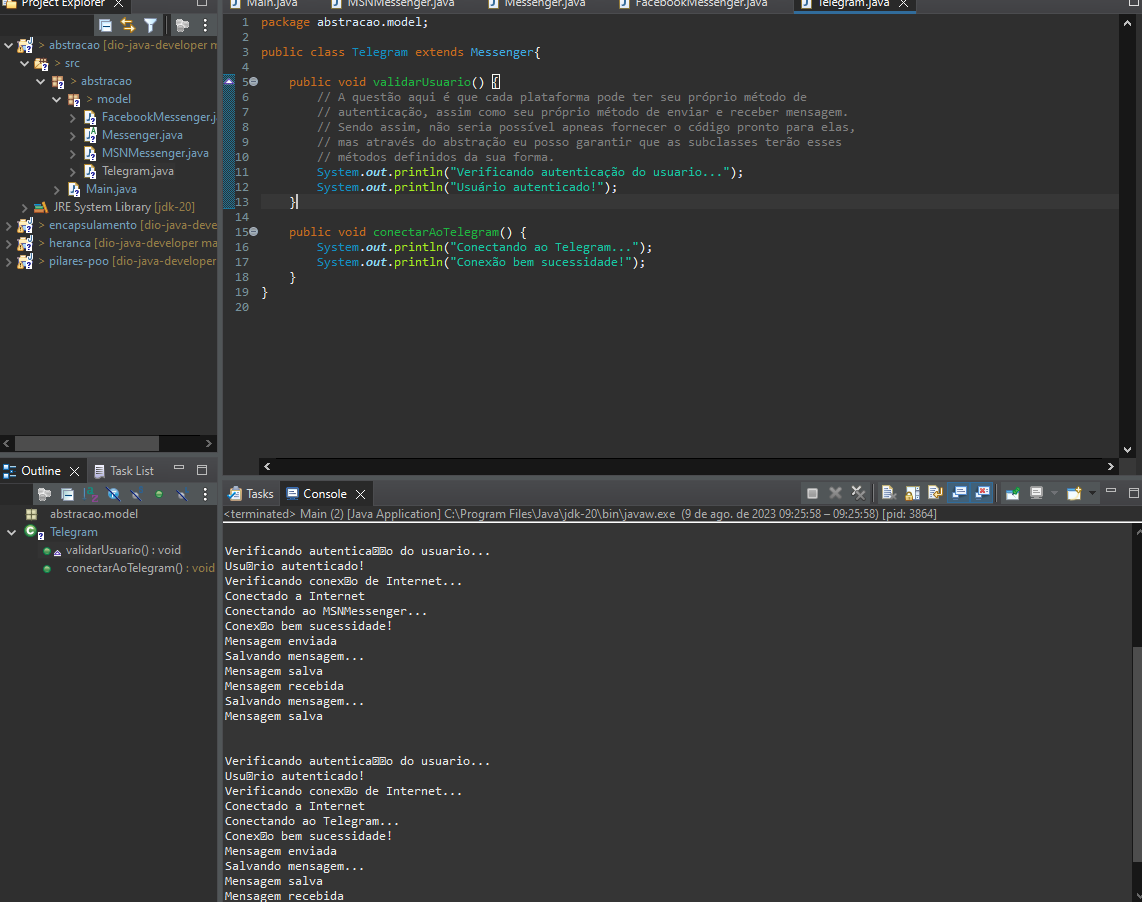 Project Explorer
Main.java
MSNMessenger.java
Messenger.java
FacebookMessenger.java
Telegram.java
> abstracao [dio-java-developer m
> src
> abstracao
> model
FacebookMessenger.j
Messenger.java
MSNMessenger.java
Telegram.java
Main.java
JRE System Library [jdk-20]
> encapsulamento [dio-java-deve
> heranca [dio-java-developer ma
> pilares-poo [dio-java-developer
1 package abstracao.model;
2
3 public class Telegram extends Messenger{
4
5 public void validarUsuario() {
6 // A questão aqui é que cada plataforma pode ter seu próprio método de
7 // autenticação, assim como seu próprio método de enviar e receber mensagem.
8 // Sendo assim, não seria possível apneas fornecer o código pronto para elas,
9 // mas através do abstração eu posso garantir que as subclasses terão esses
10 // métodos definidos da sua forma.
11 System.out.println("Verificando autenticação do usuario...");
12 System.out.println("Usuário autenticado!");
13 }
14
15 public void conectarAoTelegram() {
16 System.out.println("Conectando ao Telegram...");
17 System.out.println("Conexão bem sucessidade!");
18 }
19 }
20
Outline
Task List
abstracao.model
Telegram
validarUsuario() : void
conectarAoTelegram() : void
Tasks
Console
<terminated> Main (2) [Java Application] C:\Program Files\Java\jdk-20\bin\javaw.exe (9 de ago. de 2023 09:25:58 – 09:25:58) [pid: 3864]
Verificando autentica��o do usuario...
Usu�rio autenticado!
Verificando conex�o de Internet...
Conectado a Internet
Conectando ao MSNMessenger...
Conex�o bem sucessidade!
Mensagem enviada
Salvando mensagem...
Mensagem salva
Mensagem recebida
Salvando mensagem...
Mensagem salva
Verificando autentica��o do usuario...
Usu�rio autenticado!
Verificando conex�o de Internet...
Conectado a Internet
Conectando ao Telegram...
Conex�o bem sucessidade!
Mensagem enviada
Salvando mensagem...
Mensagem salva
Mensagem recebida